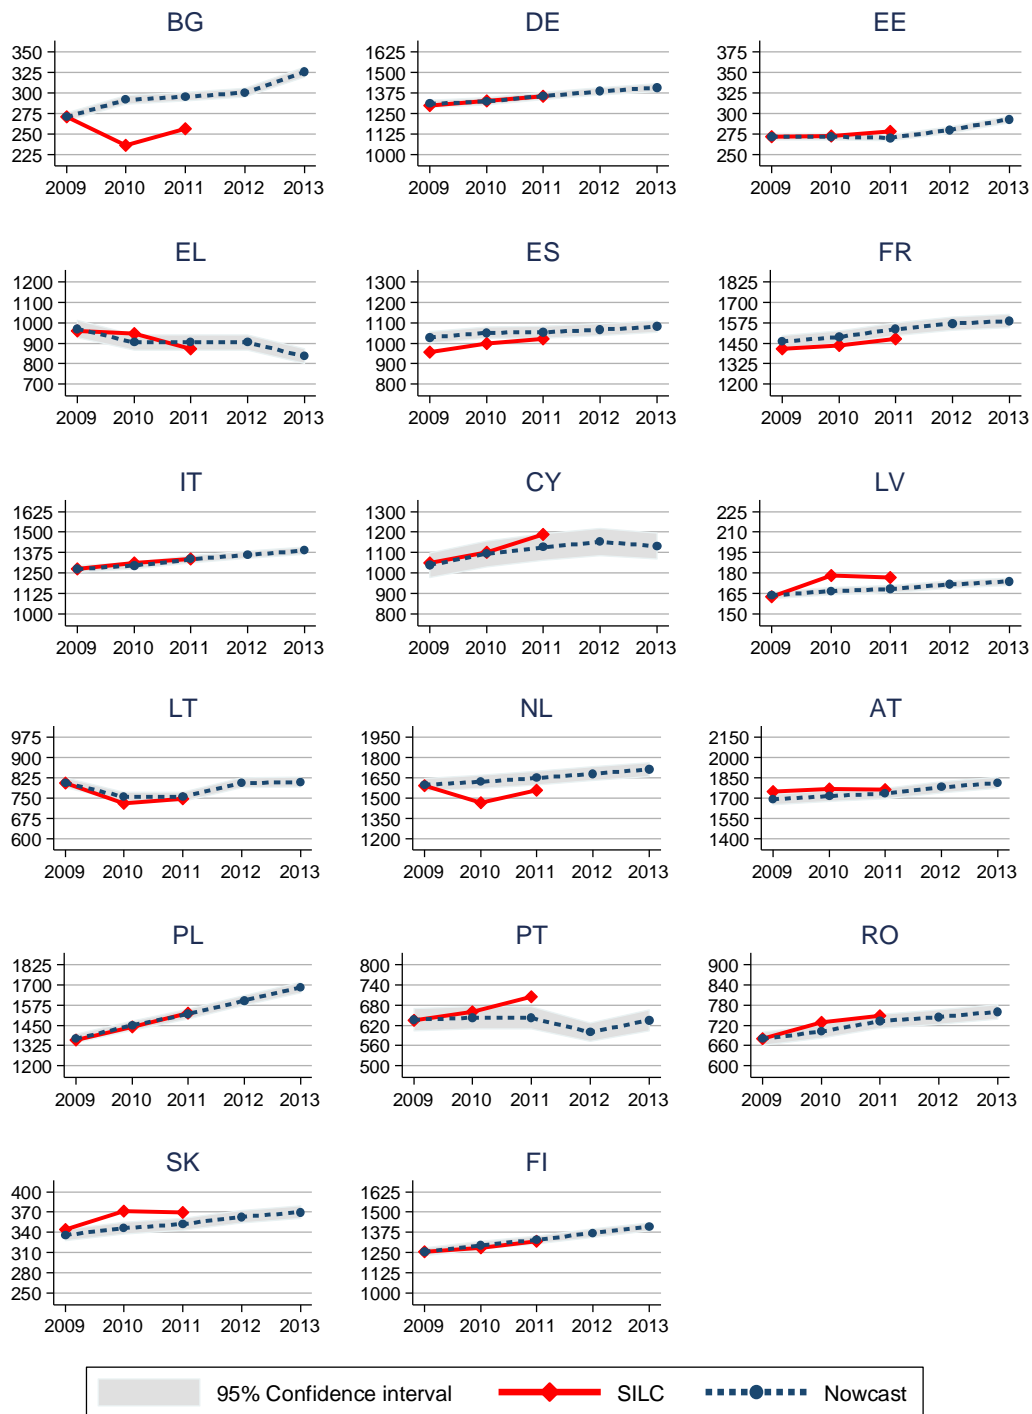 BG DE EE
350 1625 375
325 1500 350
300 1375 325
275 1250 300
250 1125 275
225 1000 250
2009 2010 2011 2012 2013 2009 2010 2011 2012 2013 2009 2010 2011 2012 2013
EL ES FR
1200 1300 1825
1100 1200 1700
1000 1100 1575
900 1000 1450
800 900 1325
700 800 1200
2009 2010 2011 2012 2013 2009 2010 2011 2012 2013 2009 2010 2011 2012 2013
IT CY LV
1625 1300 225
1500 1200 210
1375 1100 195
1250 1000 180
1125 900 165
1000 800 150
2009 2010 2011 2012 2013 2009 2010 2011 2012 2013 2009 2010 2011 2012 2013
LT NL AT
975 1950 2150
900 1800 2000
825 1650 1850
750 1500 1700
675 1350 1550
600 1200 1400
2009 2010 2011 2012 2013 2009 2010 2011 2012 2013 2009 2010 2011 2012 2013
PL PT RO
1825 800 900
1700 740 840
1575 680 780
1450 620 720
1325 560 660
1200 500 600
2009 2010 2011 2012 2013 2009 2010 2011 2012 2013 2009 2010 2011 2012 2013
SK FI
400 1625
370 1500
340 1375
310 1250
280 1125
250 1000
2009 2010 2011 2012 2013 2009 2010 2011 2012 2013
95% Confidence interval SILC Nowcast